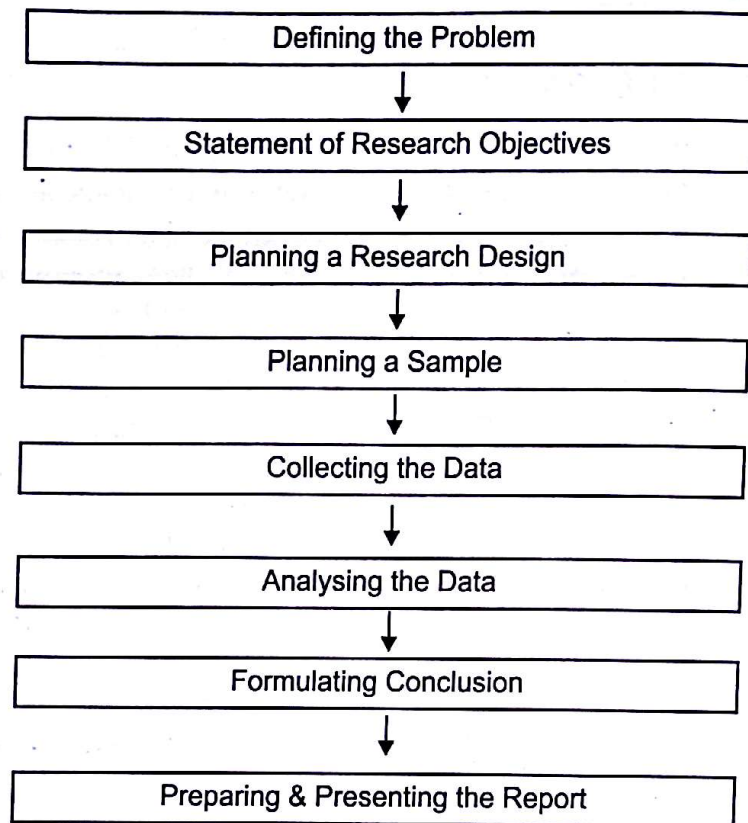 Defining the Problem
Statement of Research Objectives
Planning a Research Design
Planning a Sample
Collecting the Data
Analysing the Data
Formulating Conclusion
Preparing & Presenting the Report